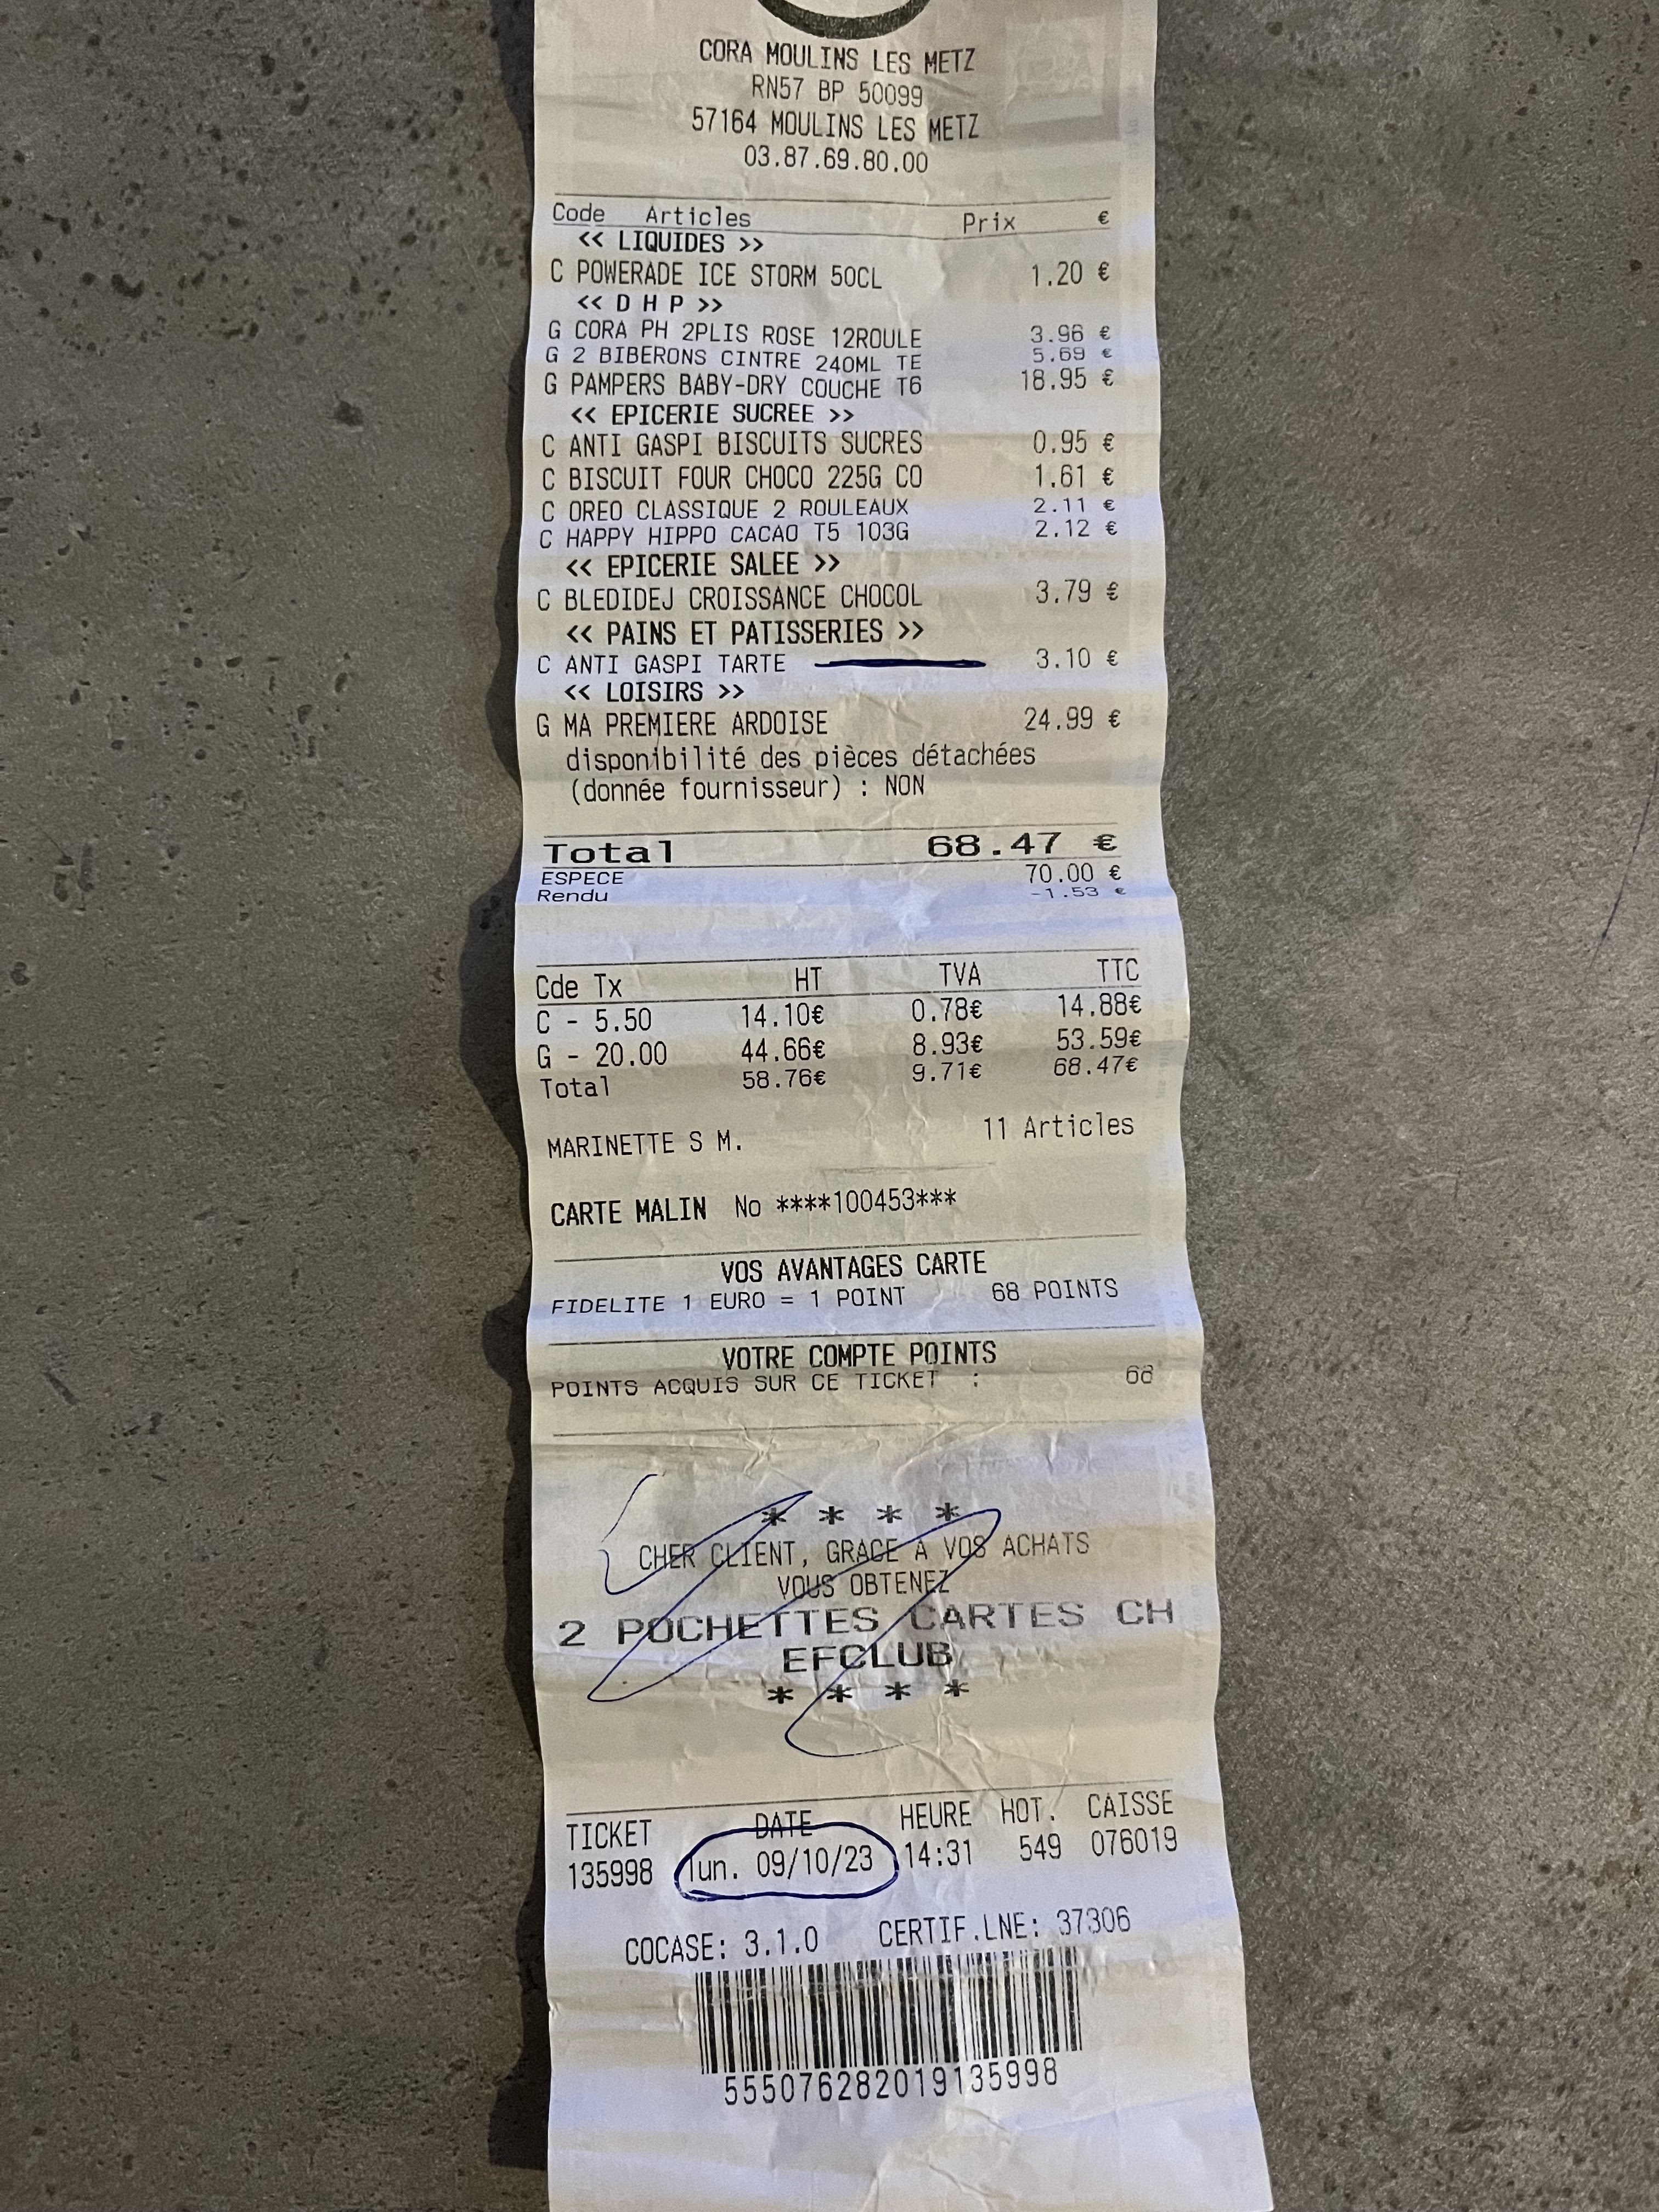 CORA MOULINS LES METZ
RN57 BP 50099
57164 MOULINS LES METZ
03.87.69.80.00
Code Articles Prix €
<< LIQUIDES >>
C POWERADE ICE STORM 50CL 1.20 €
<< D H P >>
G CORA PH 2PLIS ROSE 12ROULE 3.96 €
G 2 BIBERONS CINTRE 240ML TE 5.69 €
G PAMPERS BABY-DRY COUCHE T6 18.95 €
<< EPICERIE SUCREE >>
C ANTI GASPI BISCUITS SUCRES 0.95 €
C BISCUIT FOUR CHOCO 225G CO 1.61 €
C OREO CLASSIQUE 2 ROULEAUX 2.11 €
C HAPPY HIPPO CACAO T5 103G 2.12 €
<< EPICERIE SALEE >>
C BLEDIDEJ CROISSANCE CHOCOL 3.79 €
<< PAINS ET PATISSERIES >>
C ANTI GASPI TARTE 3.10 €
<< LOISIRS >>
G MA PREMIERE ARDOISE 24.99 €
disponibilité des pièces détachées
(donnée fournisseur) : NON
Total 68.47 €
ESPECE 70.00 €
Rendu -1.53 €
Cde Tx HT TVA TTC
C - 5.50 14.10€ 0.78€ 14.88€
G - 20.00 44.66€ 8.93€ 53.59€
Total 58.76€ 9.71€ 68.47€
MARINETTE S M. 11 Articles
CARTE MALIN No ****100453***
VOS AVANTAGES CARTE
FIDELITE 1 EURO = 1 POINT 68 POINTS
VOTRE COMPTE POINTS
POINTS ACQUIS SUR CE TICKET : 68
* * * *
CHER CLIENT, GRACE A VOS ACHATS
VOUS OBTENEZ
2 POCHETTES CARTES CH
EFCLUB
* * * *
TICKET DATE HEURE HOT. CAISSE
135998 lun. 09/10/23 14:31 549 076019
COCASE: 3.1.0 CERTIF.LNE: 37306
555076282019135998